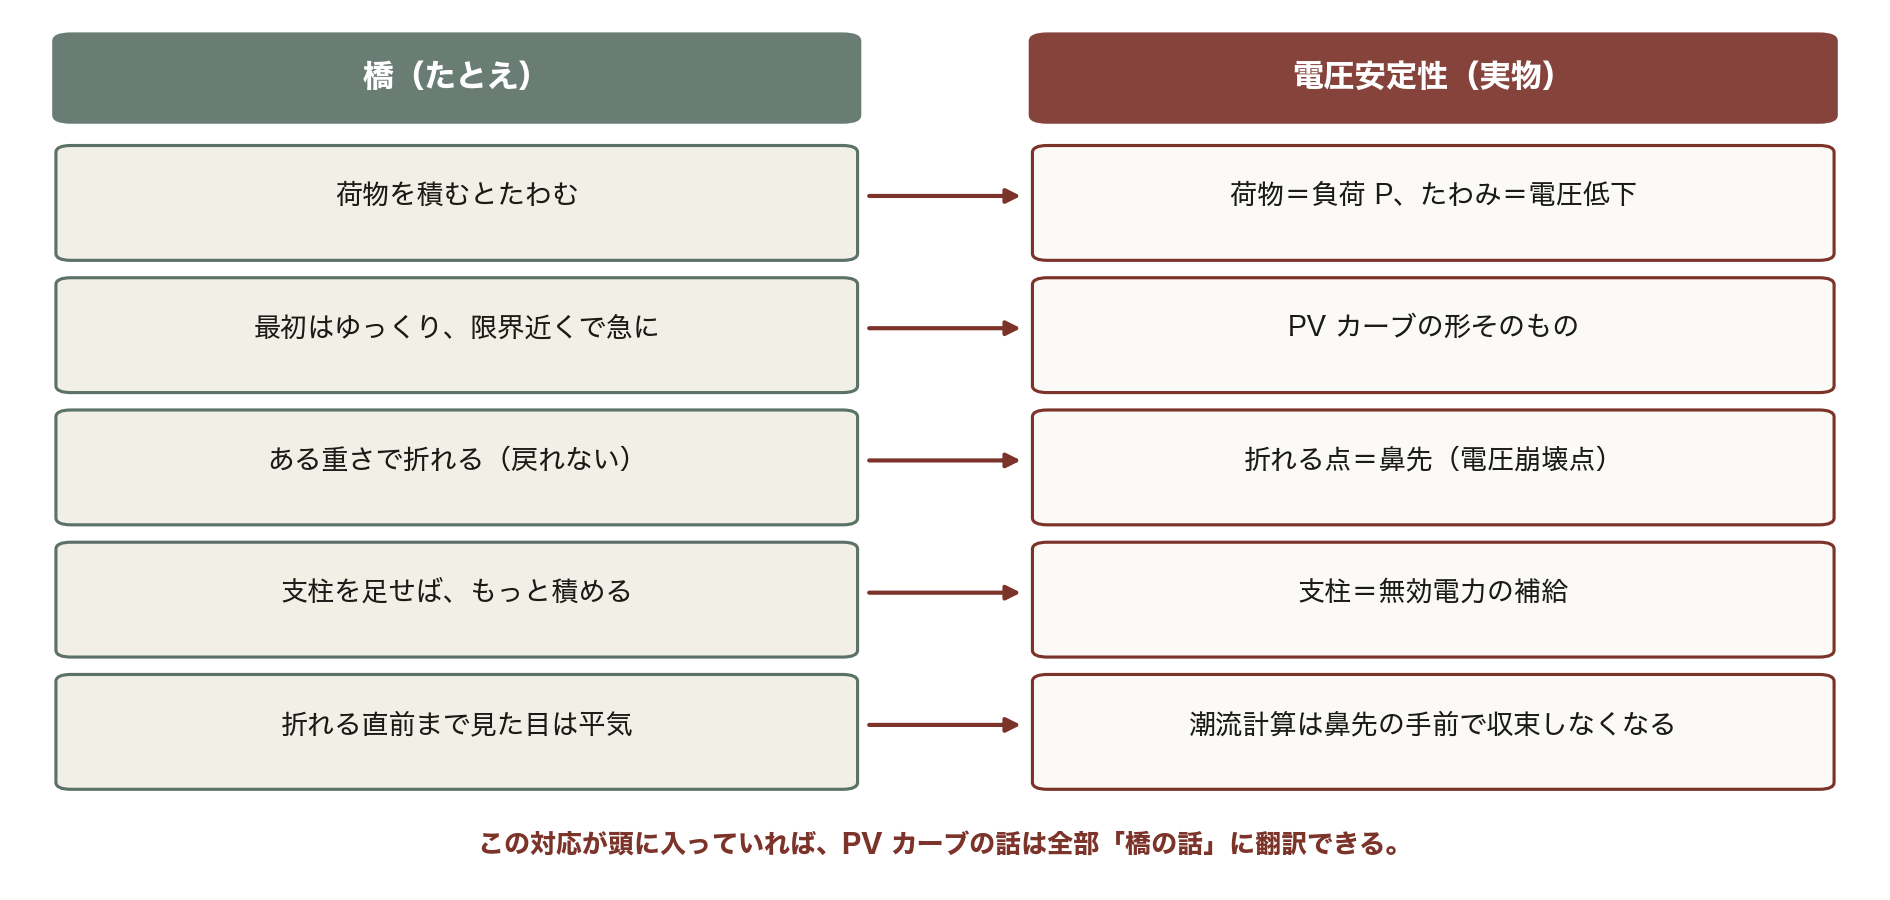 橋（たとえ）
電圧安定性（実物）
荷物を積むとたわむ
荷物＝負荷 P、たわみ＝電圧低下
最初はゆっくり、限界近くで急に
PV カーブの形そのもの
ある重さで折れる（戻れない）
折れる点＝鼻先（電圧崩壊点）
支柱を足せば、もっと積める
支柱＝無効電力の補給
折れる直前まで見た目は平気
潮流計算は鼻先の手前で収束しなくなる
この対応が頭に入っていれば、PV カーブの話は全部「橋の話」に翻訳できる。